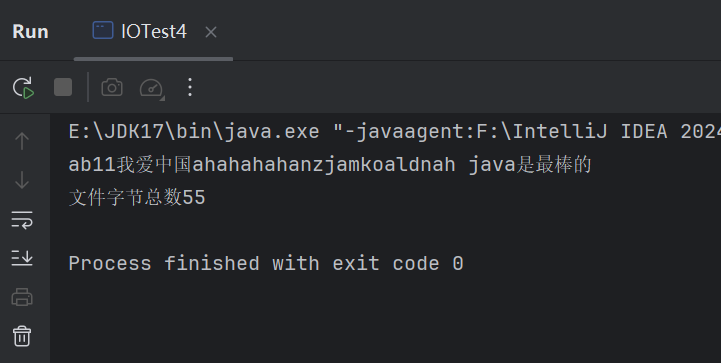 Run IOTest4
E:\JDK17\bin\java.exe "-javaagent:F:\IntelliJ IDEA 2024
ab11我爱中国ahahahahanzjamkoaldnah java是最棒的
文件字节总数55
Process finished with exit code 0